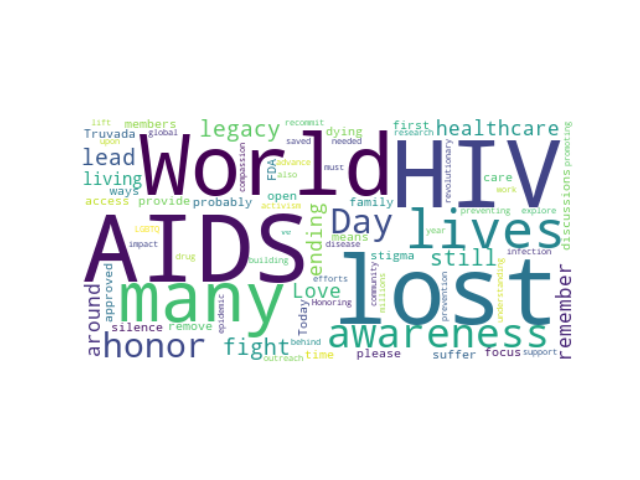 lift members legacy recommit dying first healthcare
Truvada upon global World saved needed research HIV promoting
lead compassion FDA advance must revolutionary care
living also open family work discussions
ways access provide probably activism means preventing explore
AIDS LGBTQ ending Day lives
impact disease year infection
drug building stigma still
around approved many efforts community millions lost prevention understanding remember
epidemic Love Honoring
silence remove Today awareness
honor fight behind
outreach time please suffer focus support